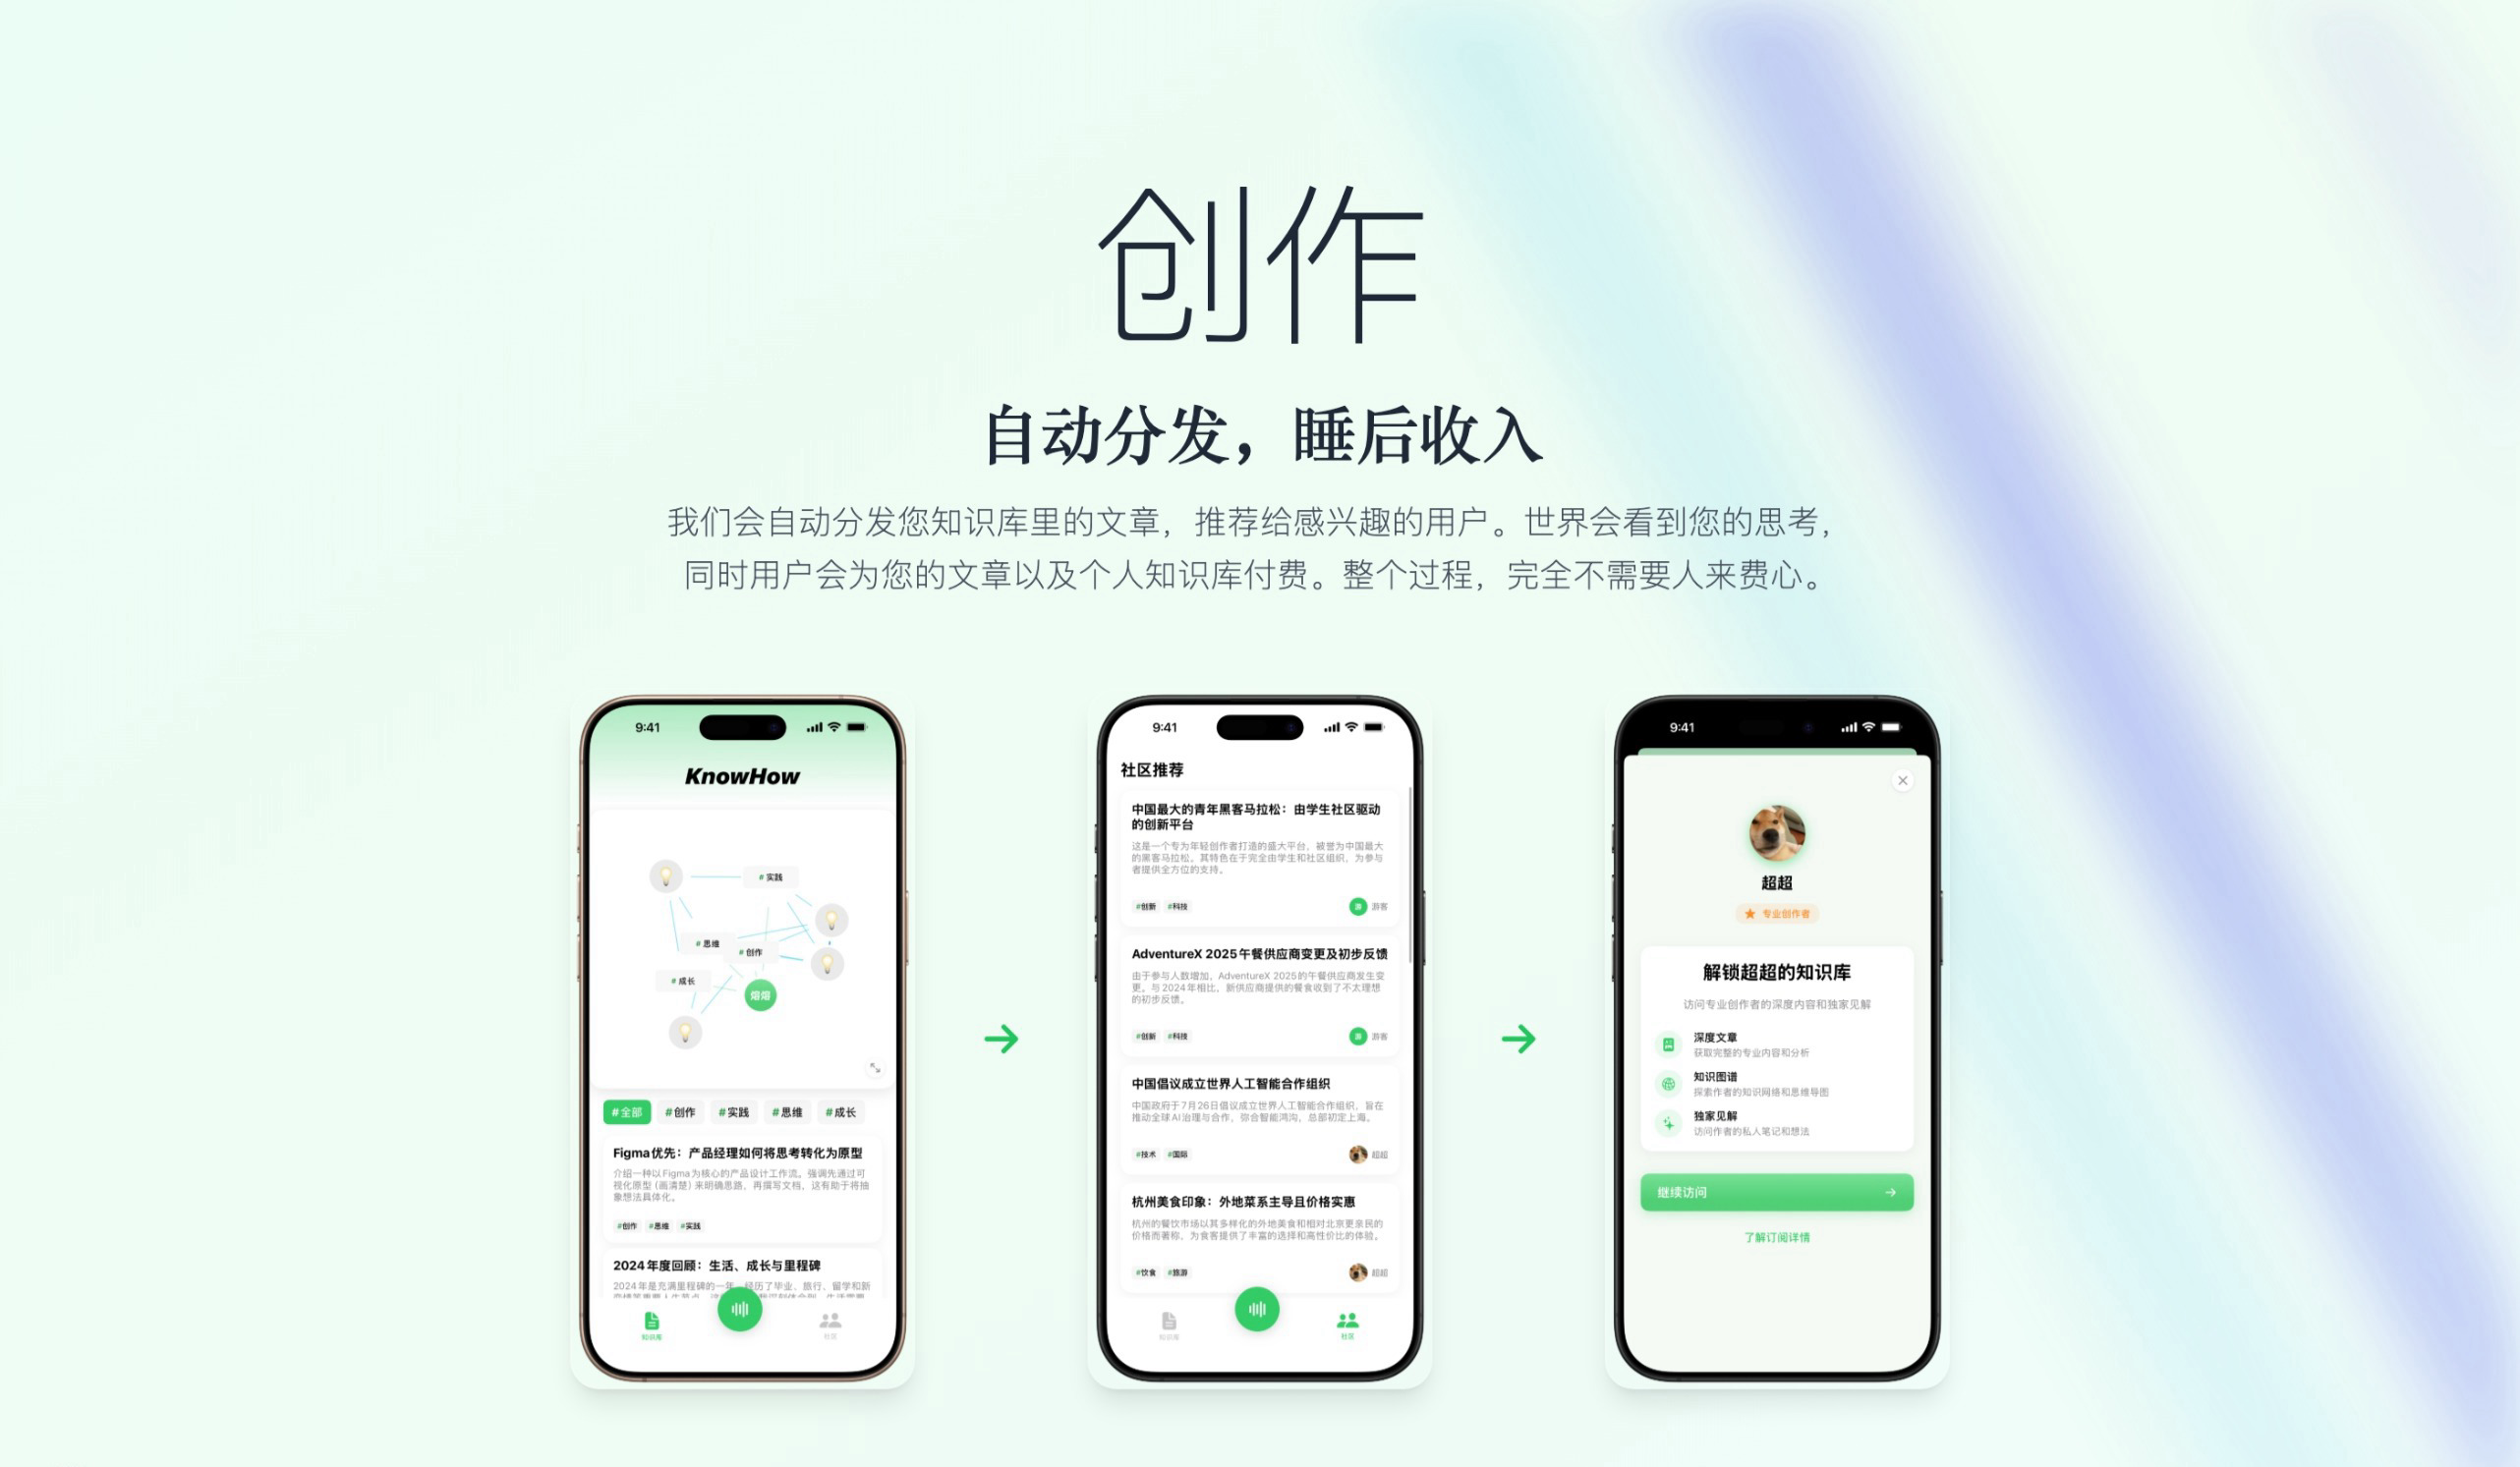 创作
自动分发，睡后收入
我们会自动分发您知识库里的文章，推荐给感兴趣的用户。世界会看到您的思考，
同时用户会为您的文章以及个人知识库付费。整个过程，完全不需要人来费心。
9:41
KnowHow
#实践
#思维
#创作
#成长
熠熠
#全部 #创作 #实践 #思维 #成长
Figma优先：产品经理如何将思考转化为原型
介绍一种以Figma为核心的产品设计工作流。强调先通过可
视化原型 (画清楚) 来明确思路，再撰写文档，这有助于将抽
象想法具体化。
#创作 #思维 #实践
2024年度回顾：生活、成长与里程碑
2024年是充满里程碑的一年，经历了毕业、旅行、留学和新
知识库
社区
9:41
社区推荐
中国最大的青年黑客马拉松：由学生社区驱动
的创新平台
这是一个专为年轻创作者打造的盛大平台，被誉为中国最大
的黑客马拉松。其特色在于完全由学生和社区组织，为参与
者提供全方位的支持。
#创新 #科技 游 游客
AdventureX 2025午餐供应商变更及初步反馈
由于参与人数增加，AdventureX 2025的午餐供应商发生变
更。与2024年相比，新供应商提供的餐食收到了不太理想
的初步反馈。
#创新 #科技 游 游客
中国倡议成立世界人工智能合作组织
中国政府于7月26日倡议成立世界人工智能合作组织，旨在
推动全球AI治理与合作，弥合智能鸿沟，总部初定上海。
#技术 #国际 超超
杭州美食印象：外地菜系主导且价格实惠
杭州的餐饮市场以其多样化的外地美食和相对北京更亲民的
价格而著称，为食客提供了丰富的选择和高性价比的体验。
#饮食 #旅游 超超
知识库
社区
9:41
超超
专业创作者
解锁超超的知识库
访问专业创作者的深度内容和独家见解
深度文章
获取完整的专业内容和分析
知识图谱
探索作者的知识网络和思维导图
独家见解
访问作者的私人笔记和想法
继续访问
了解订阅详情